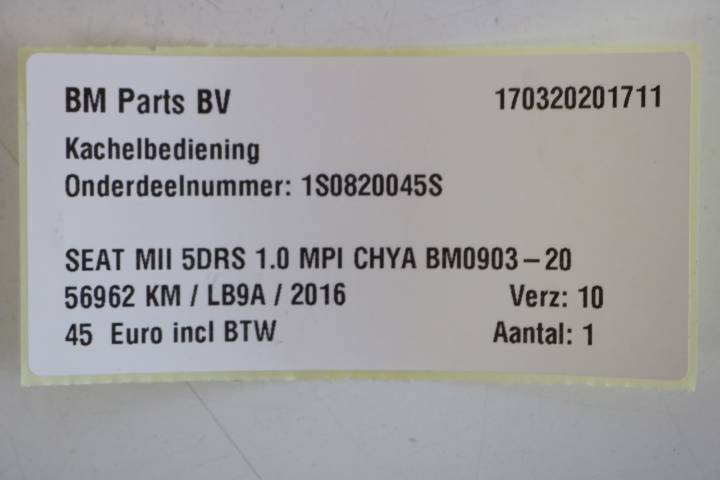 BM Parts BV 170320201711
Kachelbediening
Onderdeelnummer: 1S0820045S
SEAT MII 5DRS 1.0 MPI CHYA BM0903-20
56962 KM / LB9A / 2016 Verz: 10
45 Euro incl BTW Aantal: 1